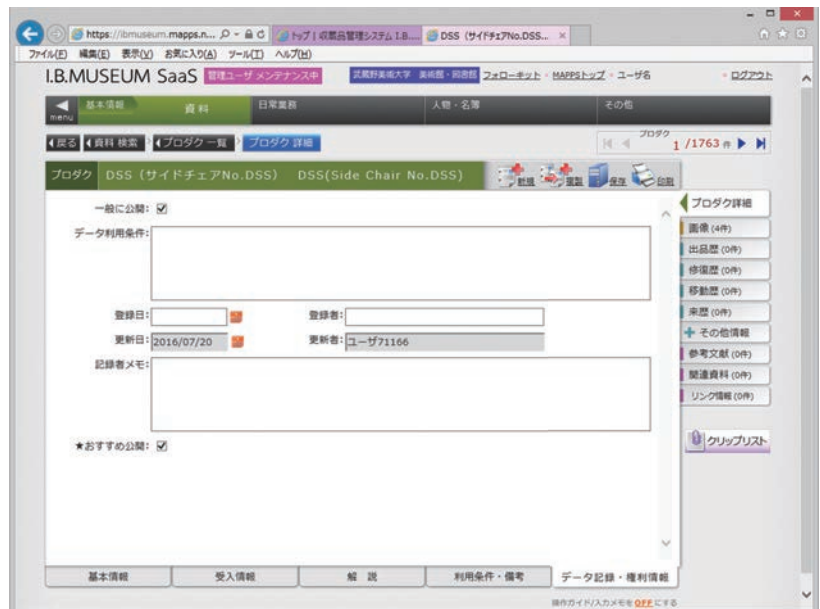 https://ibmuseum.mapps.n...
トップ | 収蔵品管理システム I.B....
DSS (サイドチェアNo.DSS...
ファイル(F) 編集(E) 表示(V) お気に入り(A) ツール(T) ヘルプ(H)
I.B.MUSEUM SaaS 管理ユーザ メンテナンス中 武蔵野美術大学 美術館・図書館 フォローキット・MAPPSトップ・ユーザ名 ・ログアウト
menu 基本情報 資料 日常業務 人物・名簿 その他
戻る 資料 検索 プロダク 一覧 プロダク 詳細 プロダク 1 /1763 件
プロダク DSS (サイドチェアNo.DSS) DSS(Side Chair No.DSS) 新規 複製 保存 印刷
一般に公開:
データ利用条件:
登録日: 登録者:
更新日: 2016/07/20 更新者: ユーザ71166
記録者メモ:
★おすすめ公開:
プロダク詳細
画像 (4件)
出品歴 (0件)
修復歴 (0件)
移動歴 (0件)
来歴 (0件)
その他情報
参考文献 (0件)
関連資料 (0件)
リンク情報 (0件)
クリップリスト
基本情報 受入情報 解 説 利用条件・備考 データ記録・権利情報
操作ガイド/入力メモを OFF にする